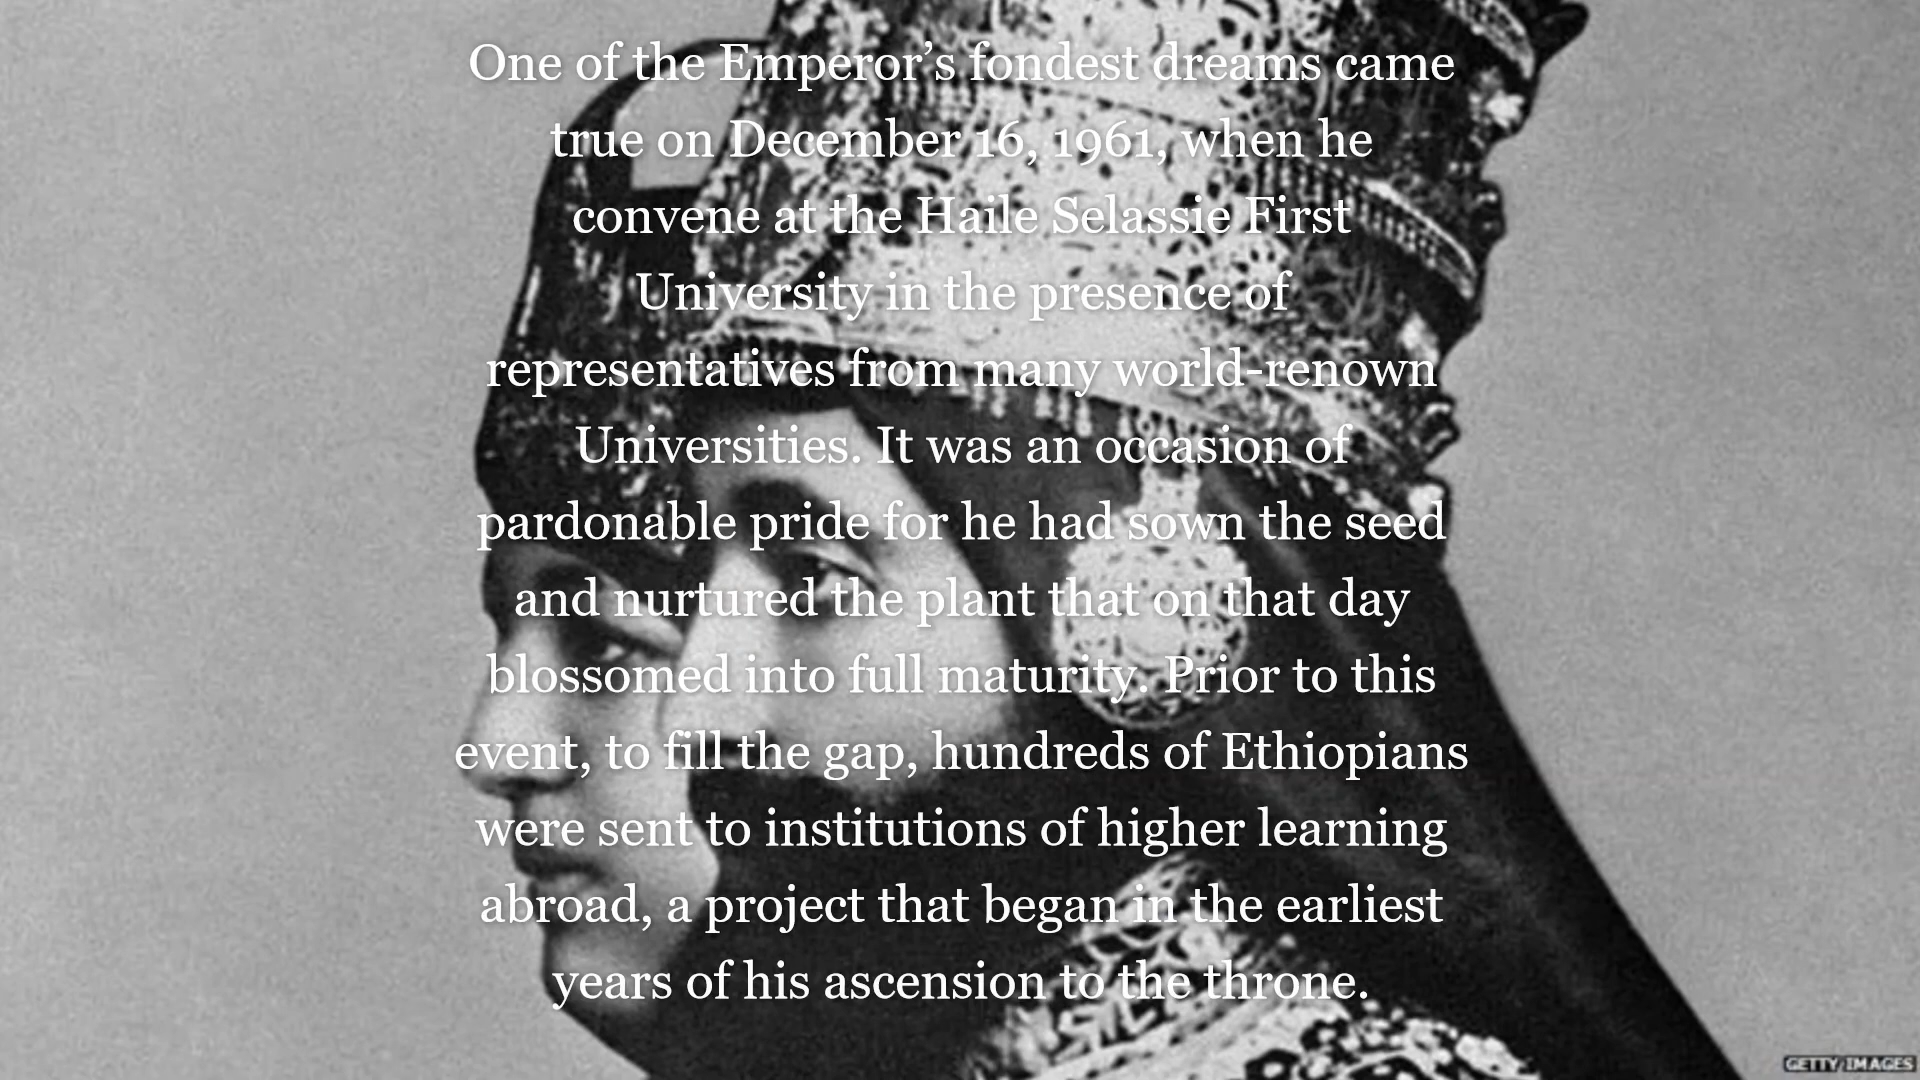 One of the Emperor’s fondest dreams came
true on December 16, 1961, when he
convene at the Haile Selassie First
University in the presence of
representatives from many world-renown
Universities. It was an occasion of
pardonable pride for he had sown the seed
and nurtured the plant that on that day
blossomed into full maturity. Prior to this
event, to fill the gap, hundreds of Ethiopians
were sent to institutions of higher learning
abroad, a project that began in the earliest
years of his ascension to the throne.
GETTY IMAGES